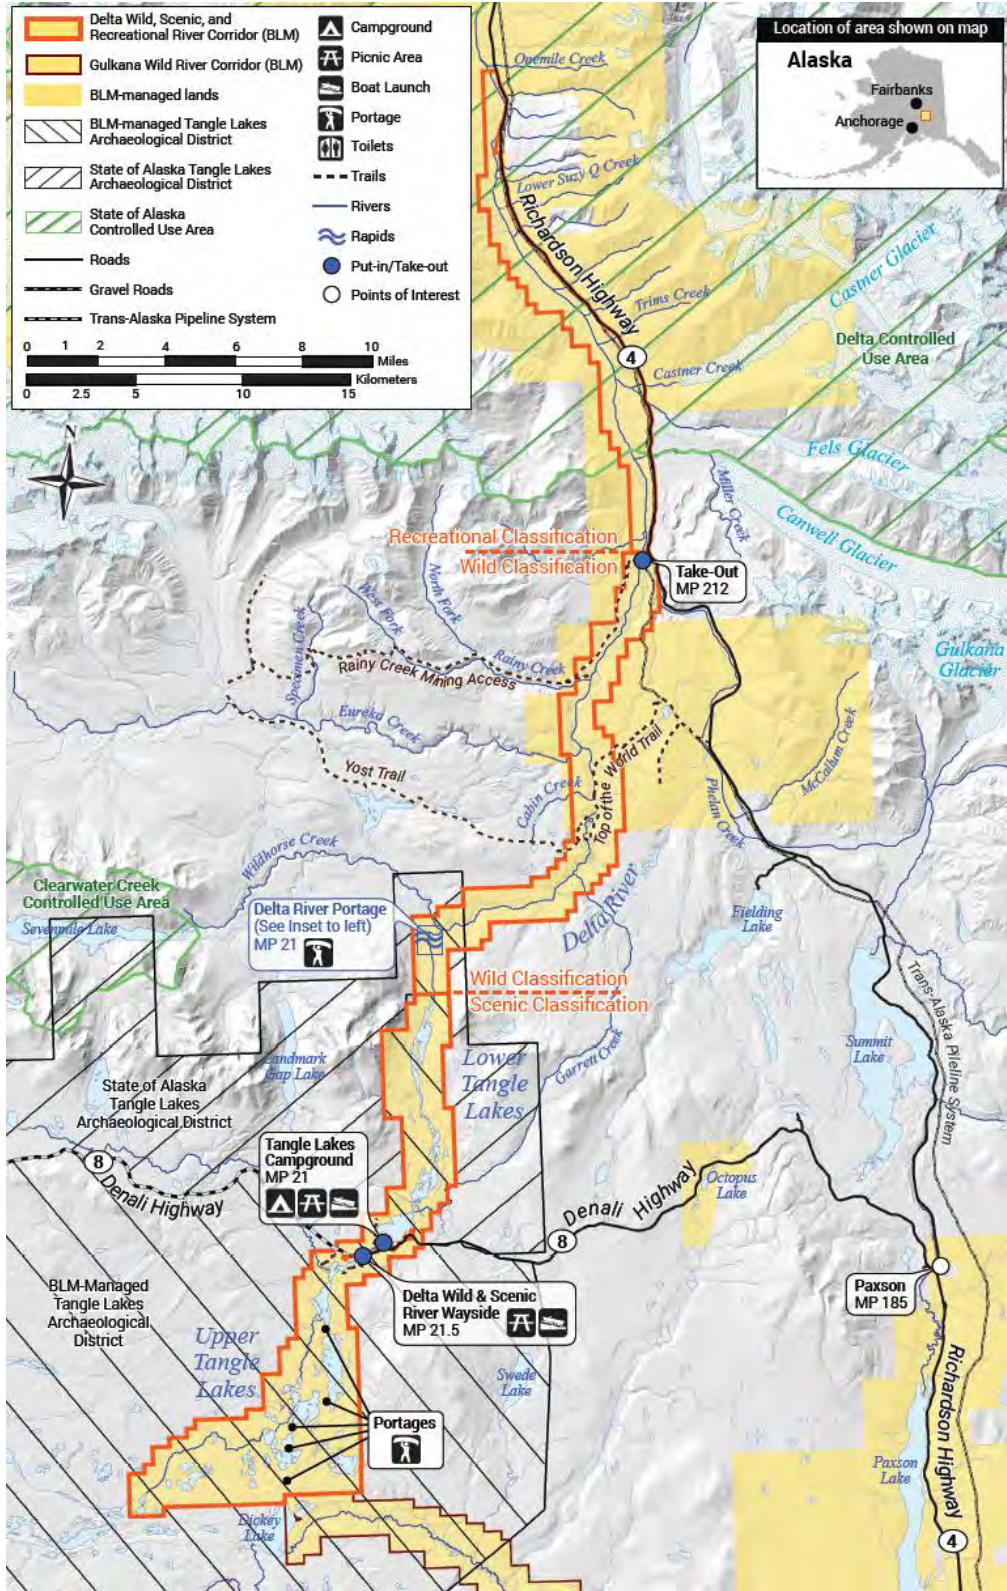 Delta Wild, Scenic, and
Recreational River Corridor (BLM)
Gulkana Wild River Corridor (BLM)
BLM-managed lands
BLM-managed Tangle Lakes
Archaeological District
State of Alaska Tangle Lakes
Archaeological District
State of Alaska
Controlled Use Area
Roads
Gravel Roads
Trans-Alaska Pipeline System
Campground
Picnic Area
Boat Launch
Portage
Toilets
Trails
Rivers
Rapids
Put-in/Take-out
Points of Interest
0 1 2 4 6 8 10
Miles
Kilometers
0 2.5 5 10 15
Location of area shown on map
Alaska
Fairbanks
Anchorage
N
Onemile Creek
Lower Suzy Q Creek
Richardson Highway
Trims Creek
4
Castner Creek
Castner Glacier
Delta Controlled
Use Area
Fels Glacier
Miller Creek
Canwell Glacier
Recreational Classification
Wild Classification
Take-Out
MP 212
North Fork
West Fork
Specimen Creek
Rainy Creek
Rainy Creek Mining Access
Gulkana
Glacier
Eureka Creek
Yost Trail
Cabin Creek
Top of the World Trail
McCallum Creek
Phelan Creek
Wildhorse Creek
Clearwater Creek
Controlled Use Area
Sevenmile Lake
Delta River Portage
(See Inset to left)
MP 21
Delta River
Fielding
Lake
Wild Classification
Scenic Classification
Trans-Alaska Pileline System
Summit
Lake
Landmark
Gap Lake
Lower
Tangle
Lakes
Garrett Creek
State of Alaska
Tangle Lakes
Archaeological District
Tangle Lakes
Campground
MP 21
8
Denali Highway
Denali Highway
8
Octopus
Lake
Paxson
MP 185
BLM-Managed
Tangle Lakes
Archaeological
District
Delta Wild & Scenic
River Wayside
MP 21.5
Upper
Tangle
Lakes
Swede
Lake
Portages
Richardson Highway
Paxson
Lake
Dickey
Lake
4